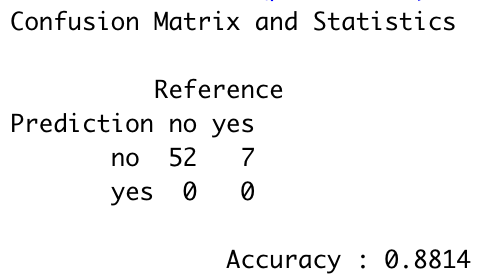 Confusion Matrix and Statistics
Reference
Prediction no yes
no 52 7
yes 0 0
Accuracy : 0.8814